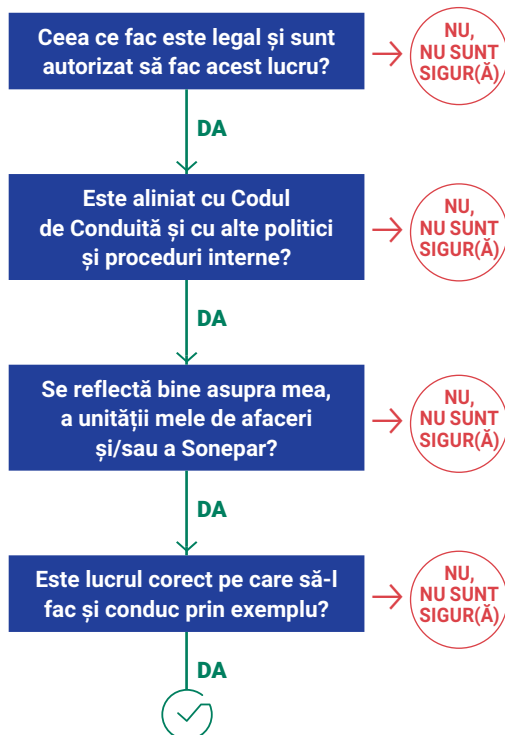 Ceea ce fac este legal și sunt
autorizat să fac acest lucru?
NU,
NU SUNT
SIGUR(Ă)
DA
Este aliniat cu Codul
de Conduită și cu alte politici
și proceduri interne?
NU,
NU SUNT
SIGUR(Ă)
DA
Se reflectă bine asupra mea,
a unității mele de afaceri
și/sau a Sonepar?
NU,
NU SUNT
SIGUR(Ă)
DA
Este lucrul corect pe care să-l
fac și conduc prin exemplu?
NU,
NU SUNT
SIGUR(Ă)
DA